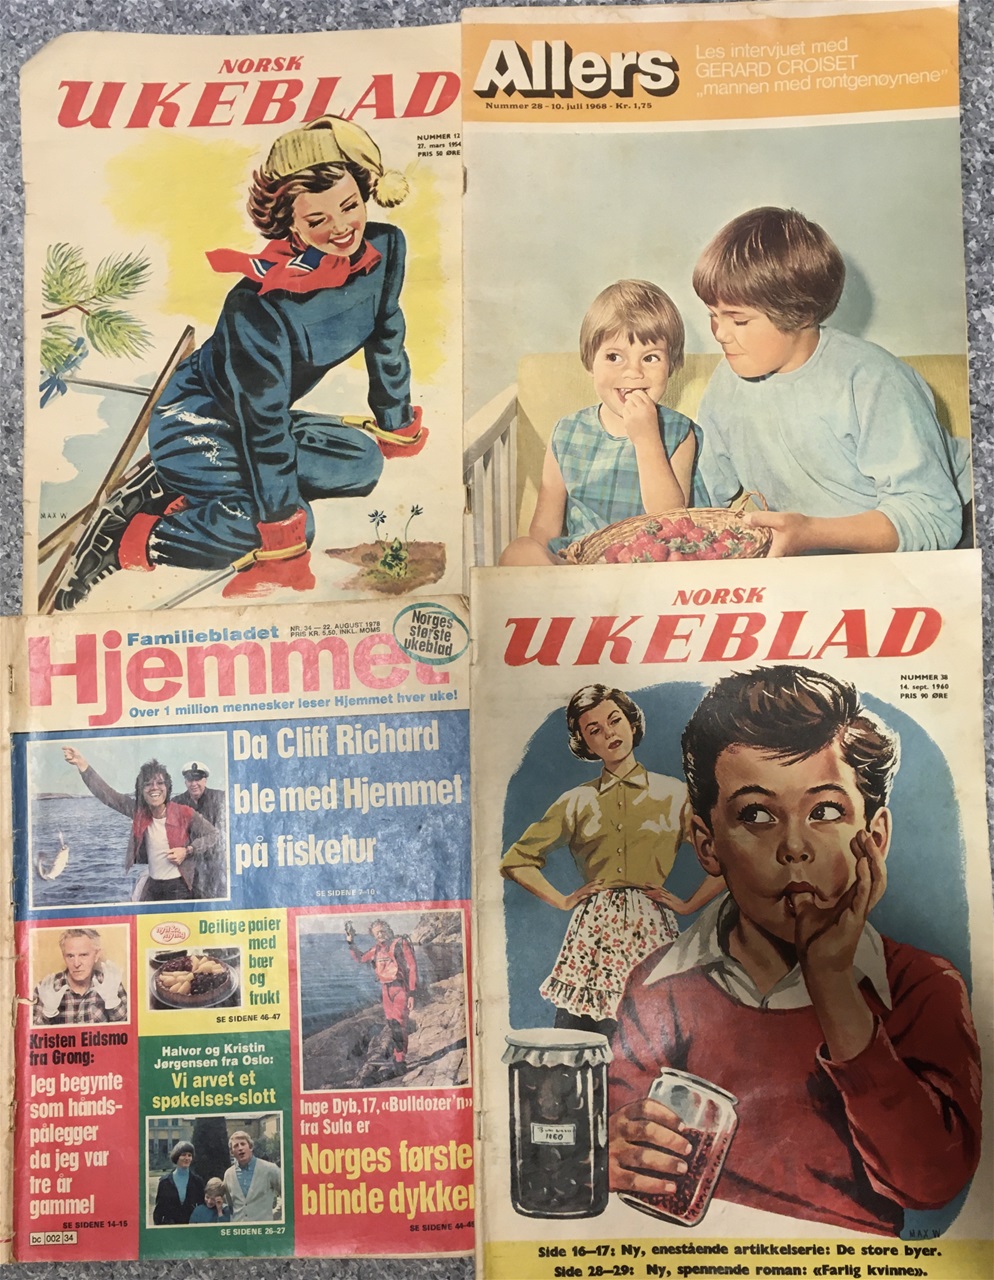 NORSK
UKEBLAD
NUMMER 12
27. mars 1954
PRIS 50 ØRE
MAX W
Allers
Les intervjuet med
GERARD CROISET
„mannen med røntgenøynene”
Nummer 28 - 10. juli 1968 - Kr. 1,75
Familiebladet
Hjemmet
NR. 34 — 22. AUGUST 1978
PRIS KR. 5,50, INKL. MOMS
Norges
største
ukeblad
Over 1 million mennesker leser Hjemmet hver uke!
Da Cliff Richard
ble med Hjemmet
på fisketur
SE SIDENE 7-10
Kristen Eidsmo
fra Grong:
Jeg begynte
som hånds-
pålegger
da jeg var
tre år
gammel
SE SIDENE 14-15
bc 002 34
Deilige paier
med
bær
og
frukt
SE SIDENE 46-47
Halvor og Kristin
Jørgensen fra Oslo:
Vi arvet et
spøkelses-slott
SE SIDENE 26-27
Inge Dyb, 17, «Bulldozer'n»
fra Sula er
Norges første
blinde dykker
SE SIDENE
NORSK
UKEBLAD
NUMMER 38
14. sept. 1960
PRIS 90 ØRE
1960
MAX W
Side 16—17: Ny, enestående artikkelserie: De store byer.
Side 28—29: Ny, spennende roman: «Farlig kvinne».